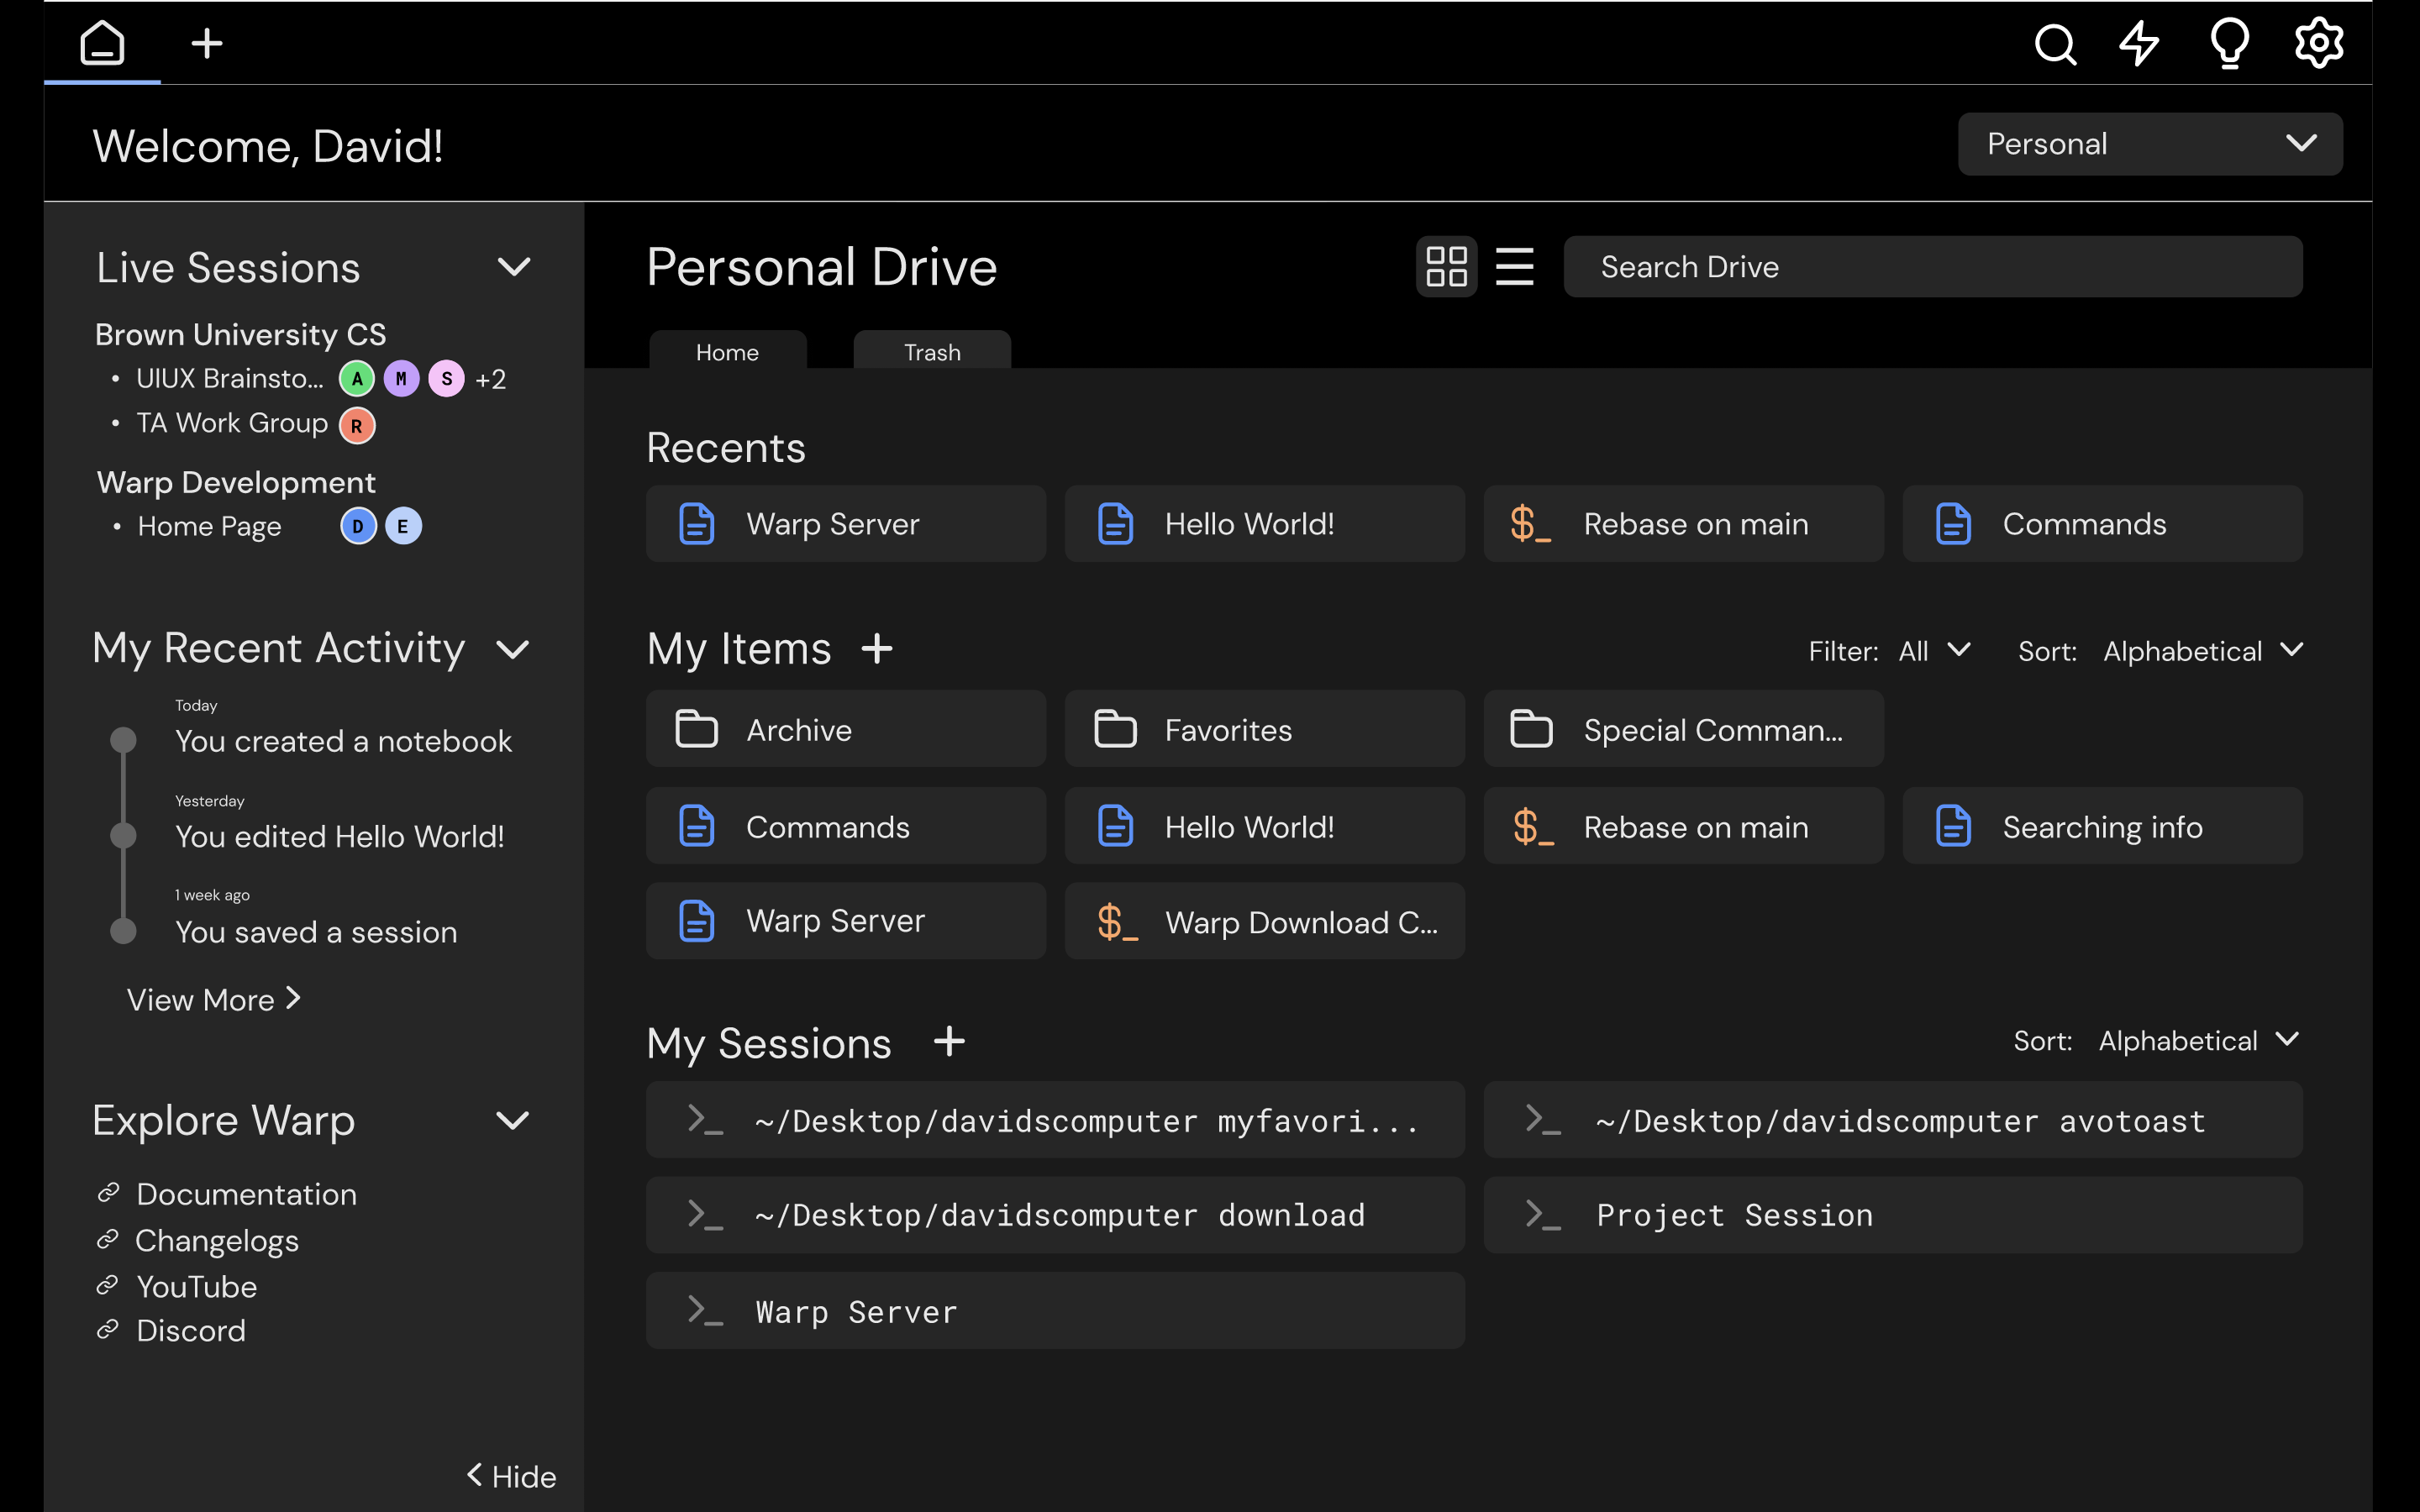 Welcome, David!
Personal
Live Sessions
Brown University CS
• UIUX Brainsto... A M S +2
• TA Work Group R
Warp Development
• Home Page D E
My Recent Activity
Today
You created a notebook
Yesterday
You edited Hello World!
1 week ago
You saved a session
View More >
Explore Warp
Documentation
Changelogs
YouTube
Discord
< Hide
Personal Drive
Search Drive
Home Trash
Recents
Warp Server Hello World! $_ Rebase on main Commands
My Items +
Filter: All Sort: Alphabetical
Archive Favorites Special Comman...
Commands Hello World! $_ Rebase on main Searching info
Warp Server $_ Warp Download C...
My Sessions +
Sort: Alphabetical
>_ ~/Desktop/davidscomputer myfavori... >_ ~/Desktop/davidscomputer avotoast
>_ ~/Desktop/davidscomputer download >_ Project Session
>_ Warp Server